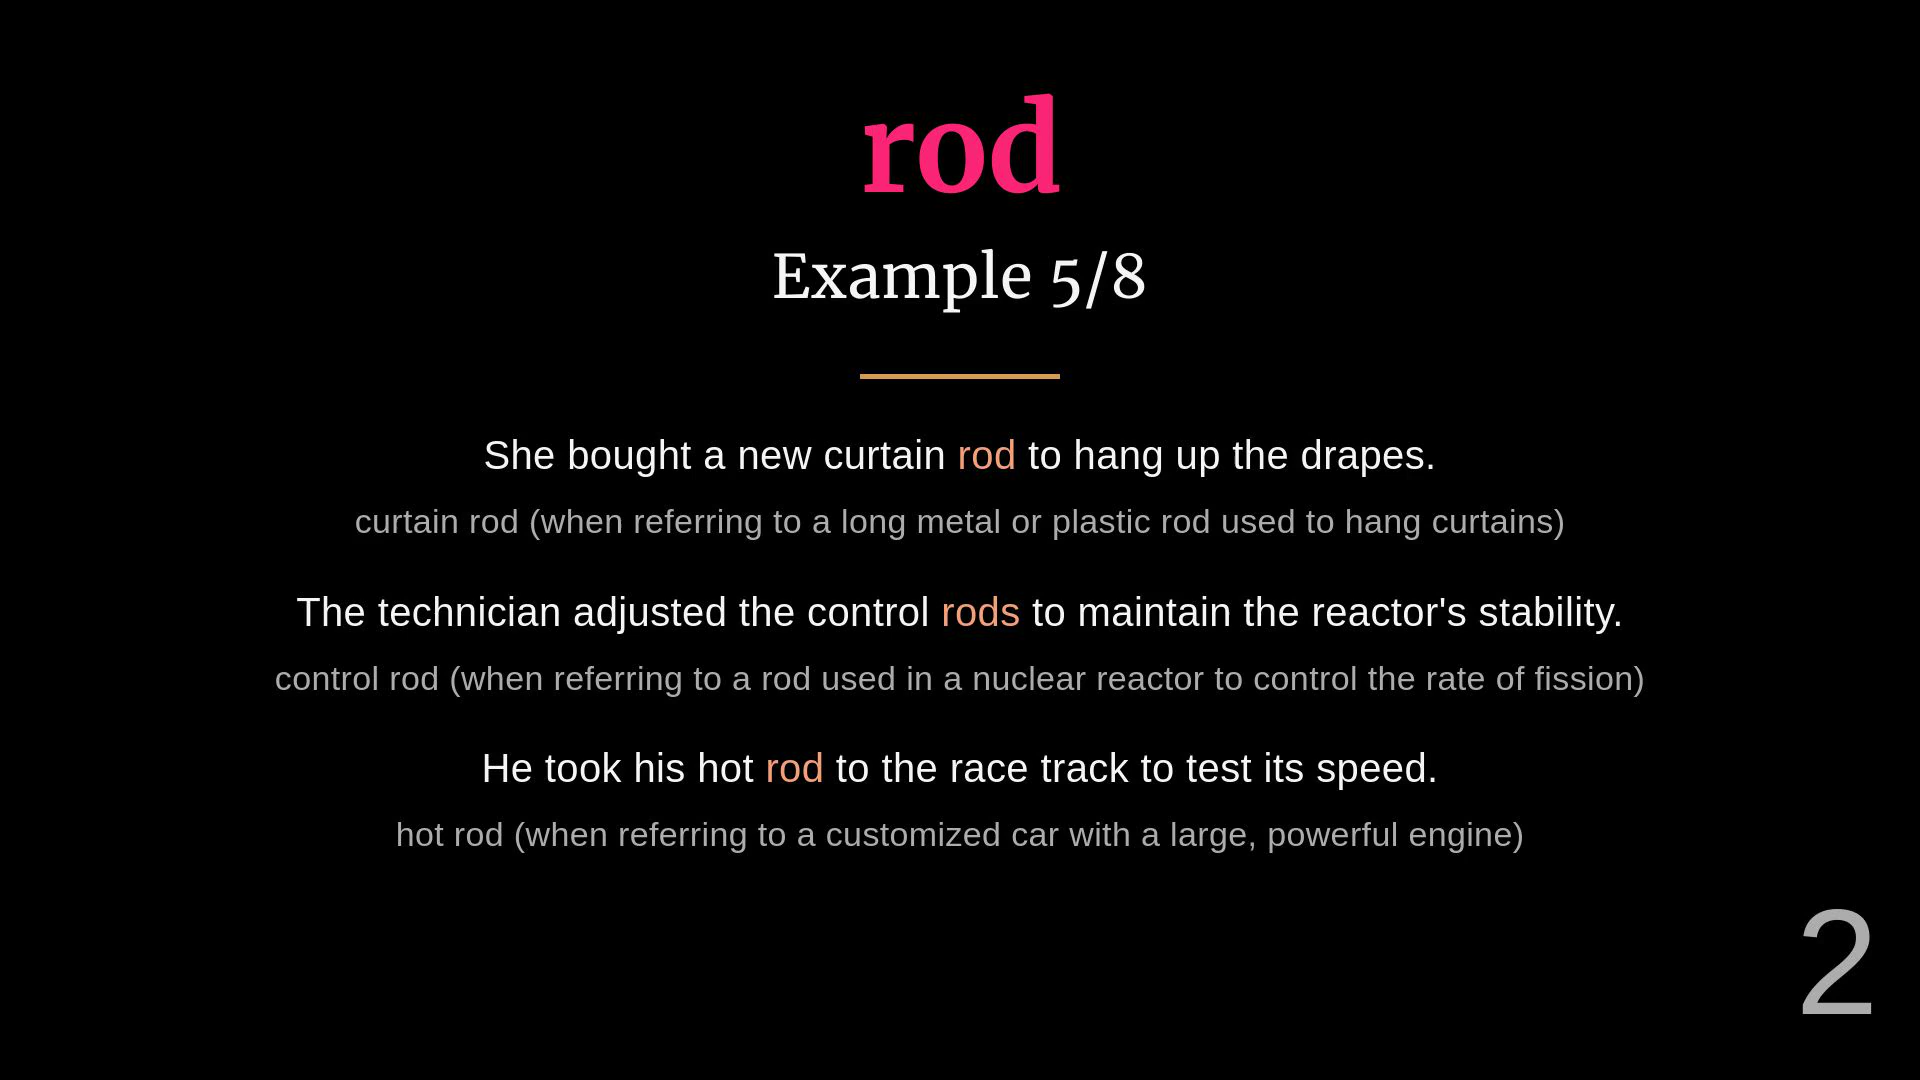 rod
Example 5/8
She bought a new curtain rod to hang up the drapes.
curtain rod (when referring to a long metal or plastic rod used to hang curtains)
The technician adjusted the control rods to maintain the reactor's stability.
control rod (when referring to a rod used in a nuclear reactor to control the rate of fission)
He took his hot rod to the race track to test its speed.
hot rod (when referring to a customized car with a large, powerful engine)
2